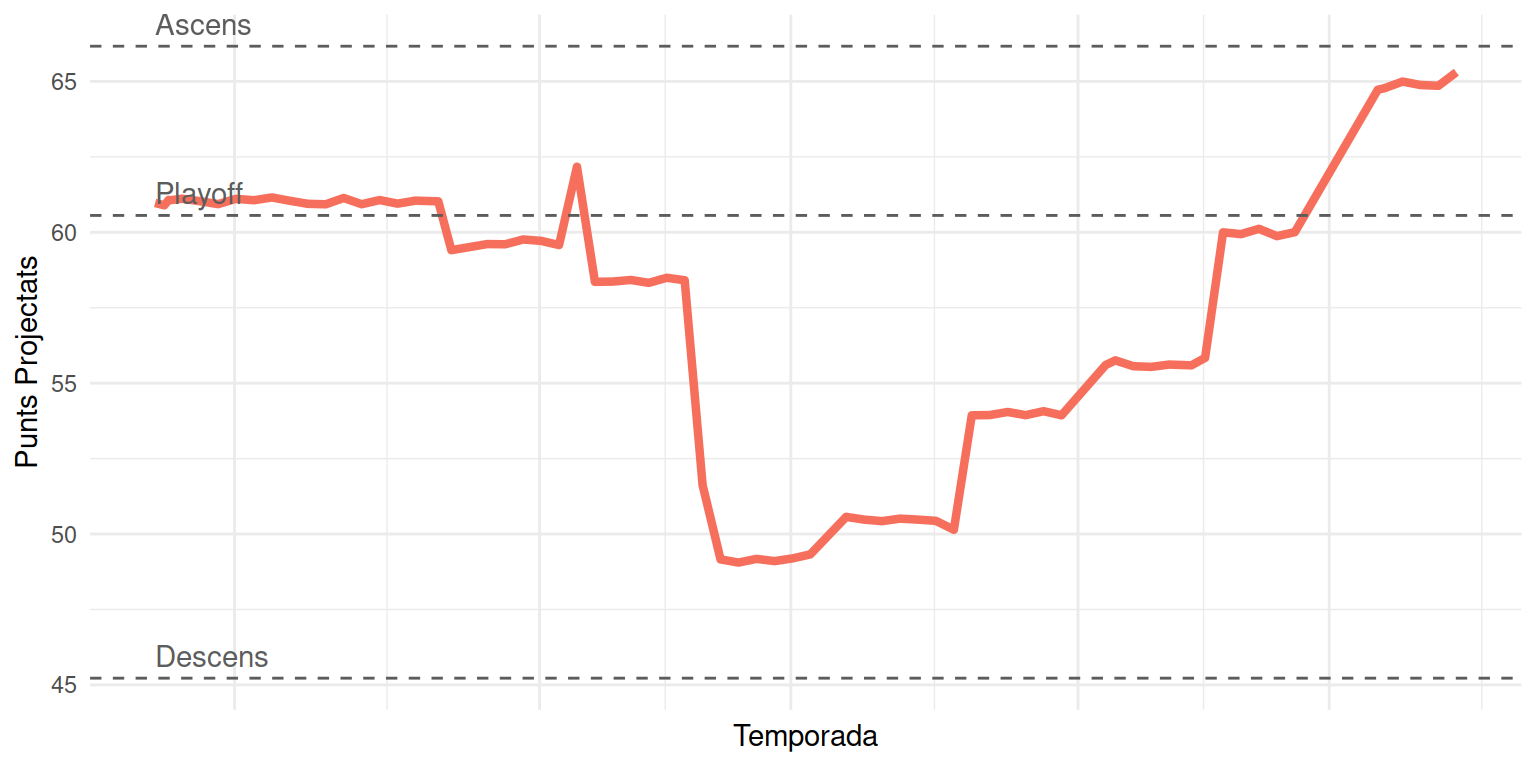 Ascens
65
Playoff
60
Punts Projectats
55
50
Descens
45
Temporada